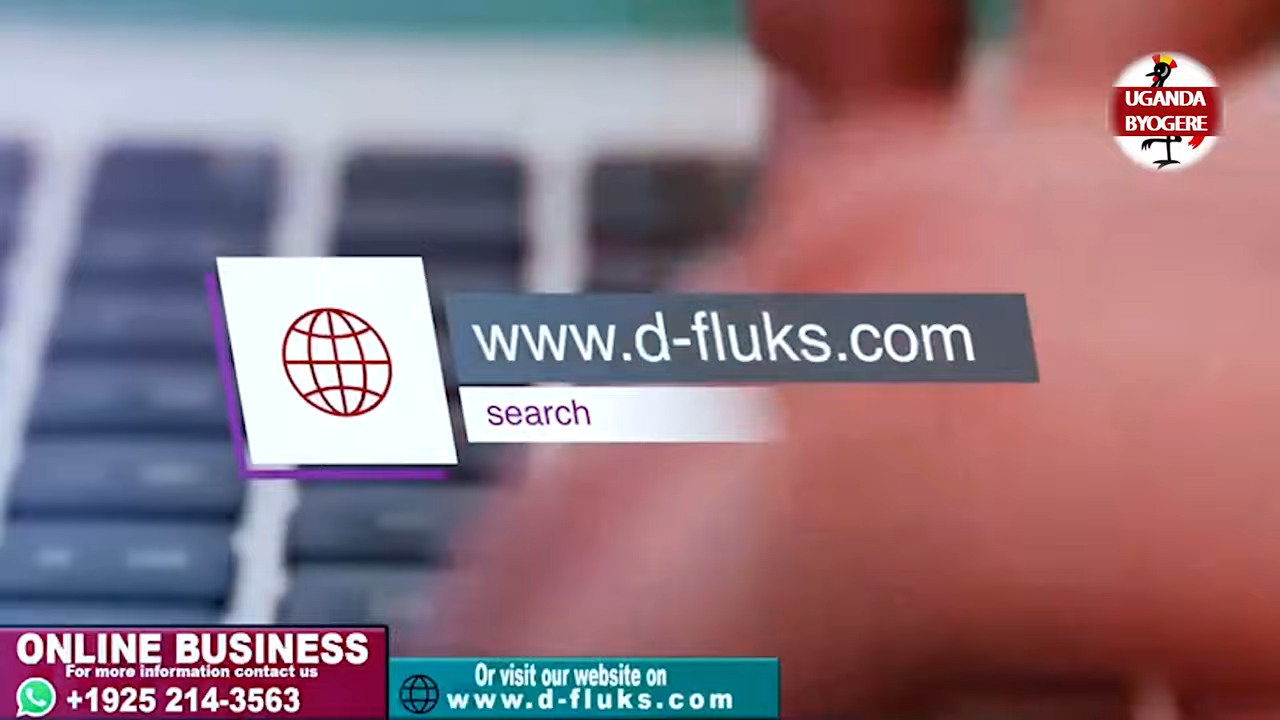 UGANDA
BYOGERE
www.d-fluks.com
search
ONLINE BUSINESS
For more information contact us
+1925 214-3563
Or visit our website on
www.d-fluks.com